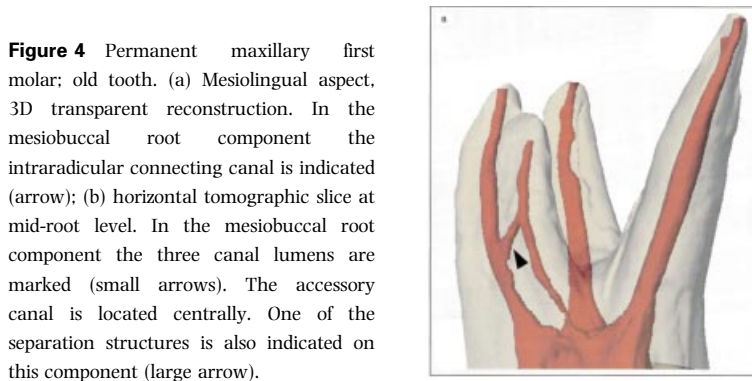 Figure 4 Permanent maxillary first
molar; old tooth. (a) Mesiolingual aspect,
3D transparent reconstruction. In the
mesiobuccal root component the
intraradicular connecting canal is indicated
(arrow); (b) horizontal tomographic slice at
mid-root level. In the mesiobuccal root
component the three canal lumens are
marked (small arrows). The accessory
canal is located centrally. One of the
separation structures is also indicated on
this component (large arrow).
a